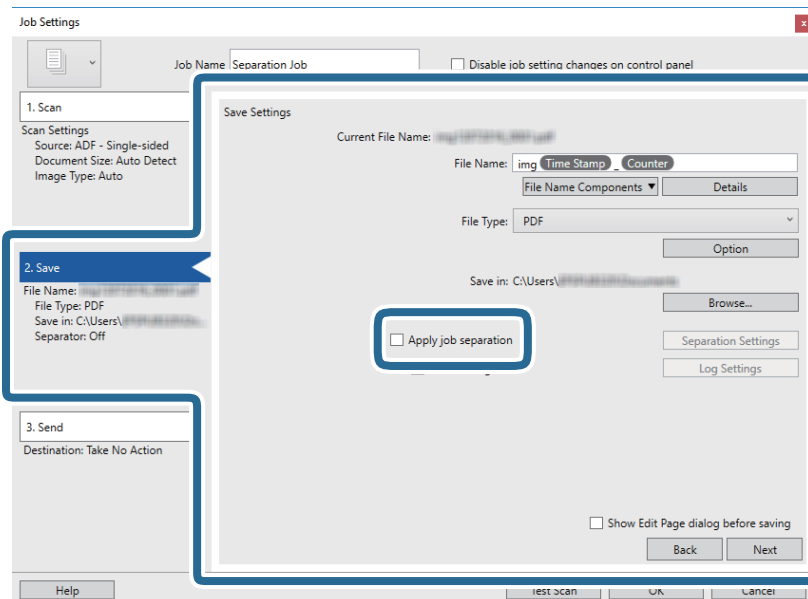 Job Settings
x
Job Name Separation Job
Disable job setting changes on control panel
1. Scan
Scan Settings
Source: ADF - Single-sided
Document Size: Auto Detect
Image Type: Auto
2. Save
File Name:
File Type: PDF
Save in: C:\Users\
Separator: Off
3. Send
Destination: Take No Action
Save Settings
Current File Name:
File Name: img Time Stamp _ Counter
File Name Components ▼ Details
File Type: PDF
Option
Save in: C:\Users\
Browse...
Apply job separation
Separation Settings
Log Settings
Show Edit Page dialog before saving
Back Next
Help
Test Scan OK Cancel